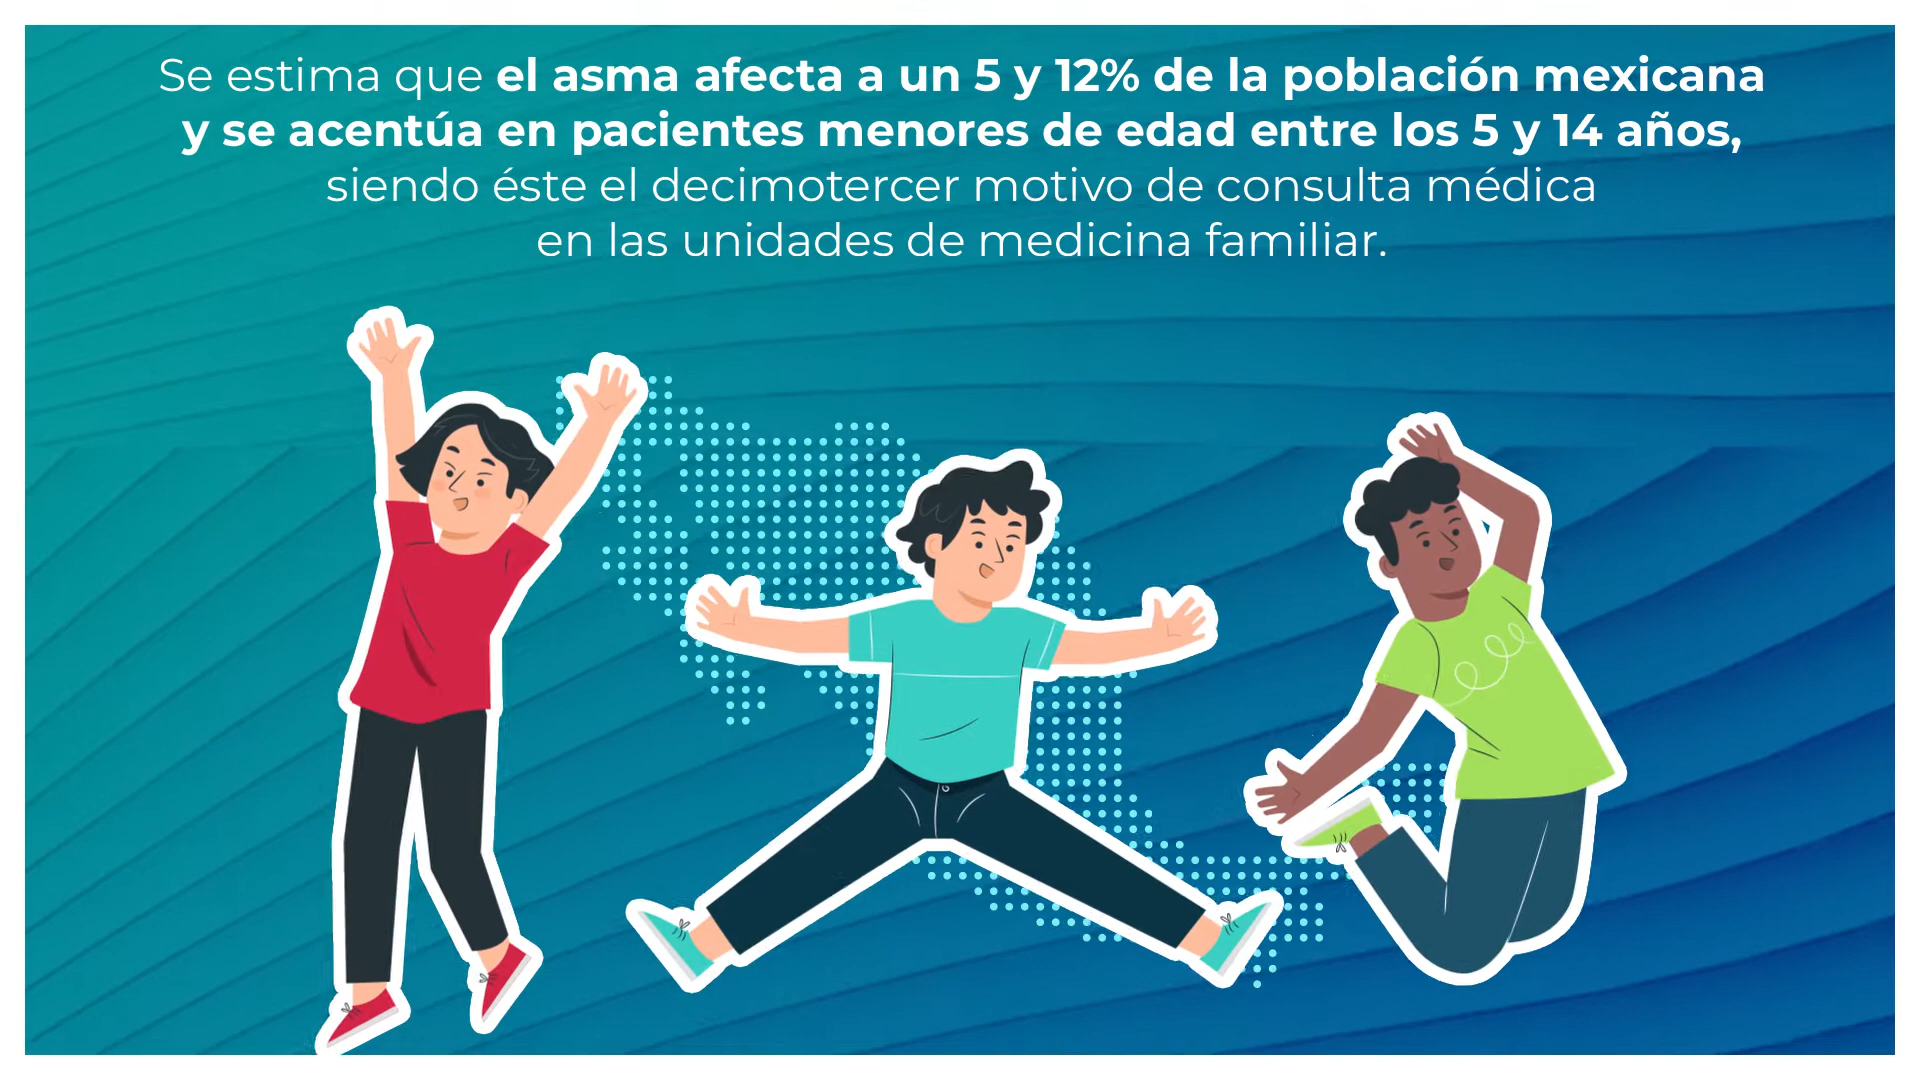 Se estima que el asma afecta a un 5 y 12% de la población mexicana
y se acentúa en pacientes menores de edad entre los 5 y 14 años,
siendo éste el decimotercer motivo de consulta médica
en las unidades de medicina familiar.